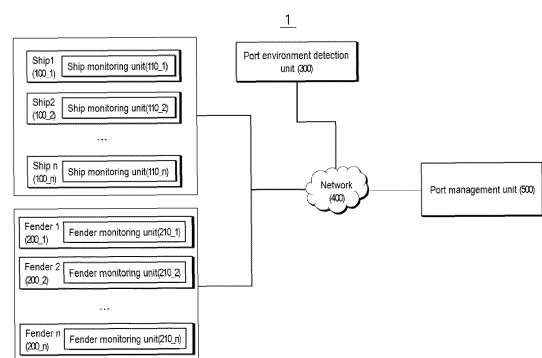 1
Ship1
(100_1)
Ship monitoring unit(110_1)
Ship2
(100_2)
Ship monitoring unit(110_2)
...
Ship n
(100_n)
Ship monitoring unit(110_n)
Fender 1
(200_1)
Fender monitoring unit(210_1)
Fender 2
(200_2)
Fender monitoring unit(210_2)
...
Fender n
(200_n)
Fender monitoring unit(210_n)
Port environment detection
unit (300)
Network
(400)
Port management unit (500)